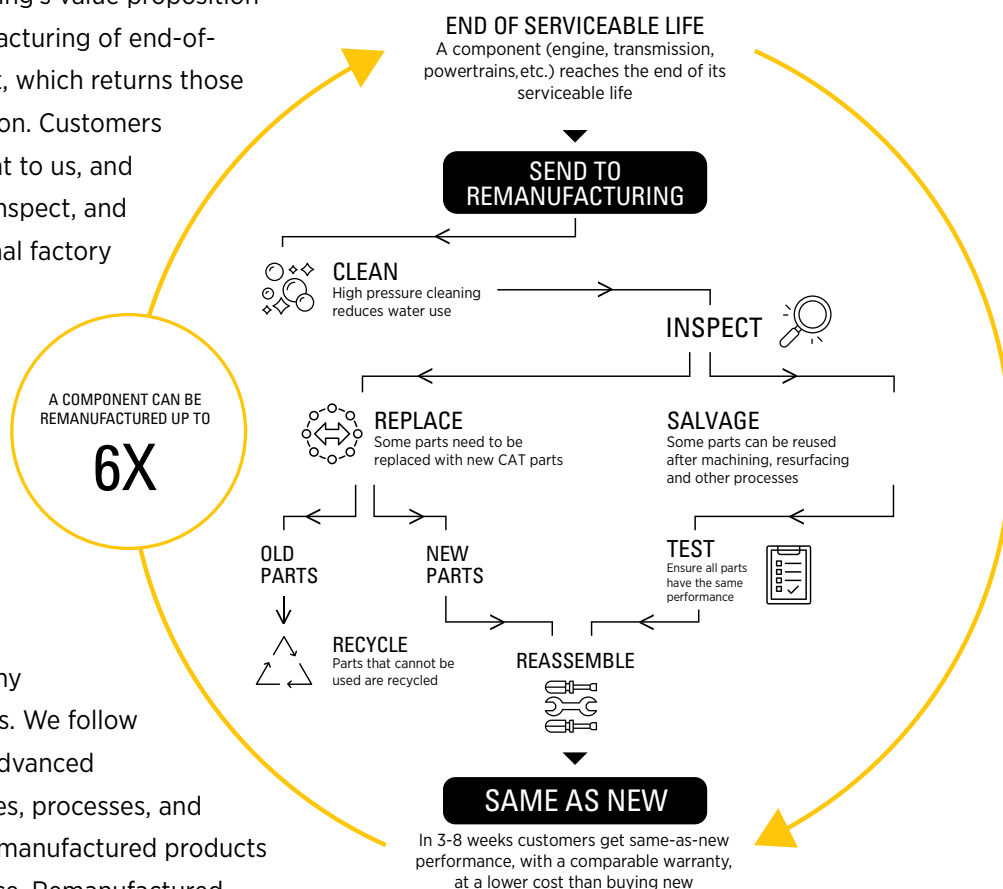 ing's value proposition
acturing of end-of-
t, which returns those
on. Customers
nt to us, and
nspect, and
nal factory
ny
s. We follow
dvanced
es, processes, and
manufactured products
Remanufactured
END OF SERVICEABLE LIFE
A component (engine, transmission,
powertrains,etc.) reaches the end of its
serviceable life
SEND TO
REMANUFACTURING
CLEAN
High pressure cleaning
reduces water use
INSPECT
A COMPONENT CAN BE
REMANUFACTURED UP TO
6X
REPLACE
Some parts need to be
replaced with new CAT parts
SALVAGE
Some parts can be reused
after machining, resurfacing
and other processes
OLD
PARTS
NEW
PARTS
TEST
Ensure all parts
have the same
performance
RECYCLE
Parts that cannot be
used are recycled
REASSEMBLE
SAME AS NEW
In 3-8 weeks customers get same-as-new
performance, with a comparable warranty,
at a lower cost than buying new